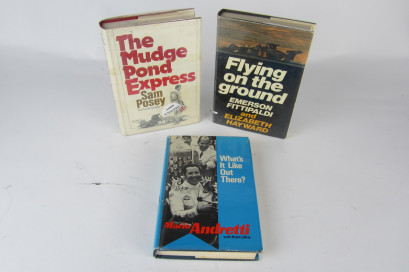 The
Mudge
Pond
Express
Sam
Posey
Flying
on the
ground
EMERSON
FITTIPALDI
and
ELIZABETH
HAYWARD
What's
It Like
Out
There?
Mario Andretti